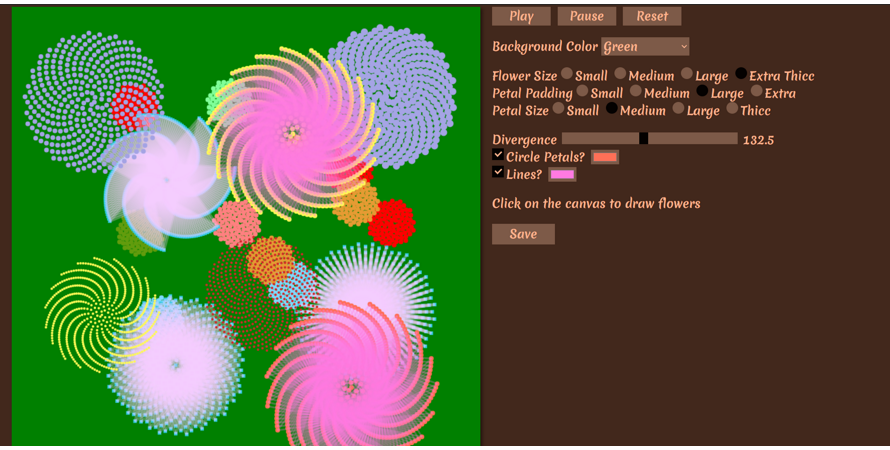 Play Pause Reset
Background Color Green
Flower Size Small Medium Large Extra Thicc
Petal Padding Small Medium Large Extra
Petal Size Small Medium Large Thicc
Divergence 132.5
Circle Petals?
Lines?
Click on the canvas to draw flowers
Save